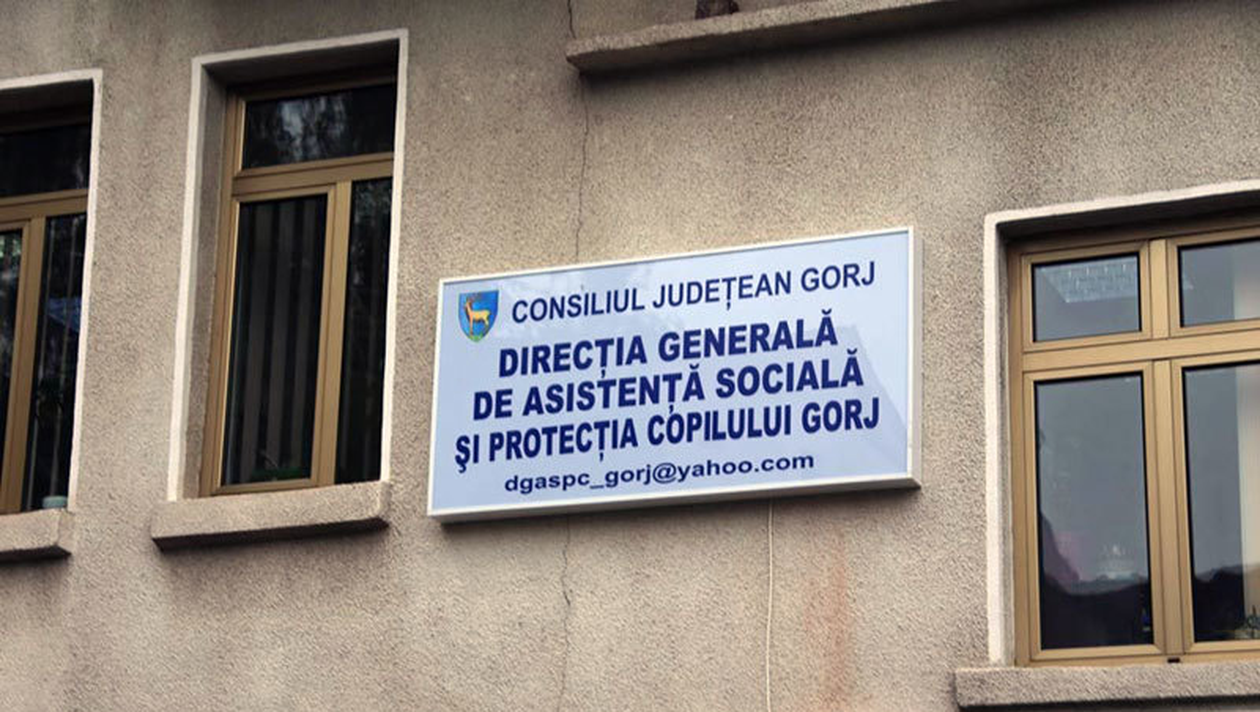 CONSILIUL JUDEȚEAN GORJ
DIRECȚIA GENERALĂ
DE ASISTENȚĂ SOCIALĂ
ŞI PROTECȚIA COPILULUI GORJ
dgaspc_gorj@yahoo.com